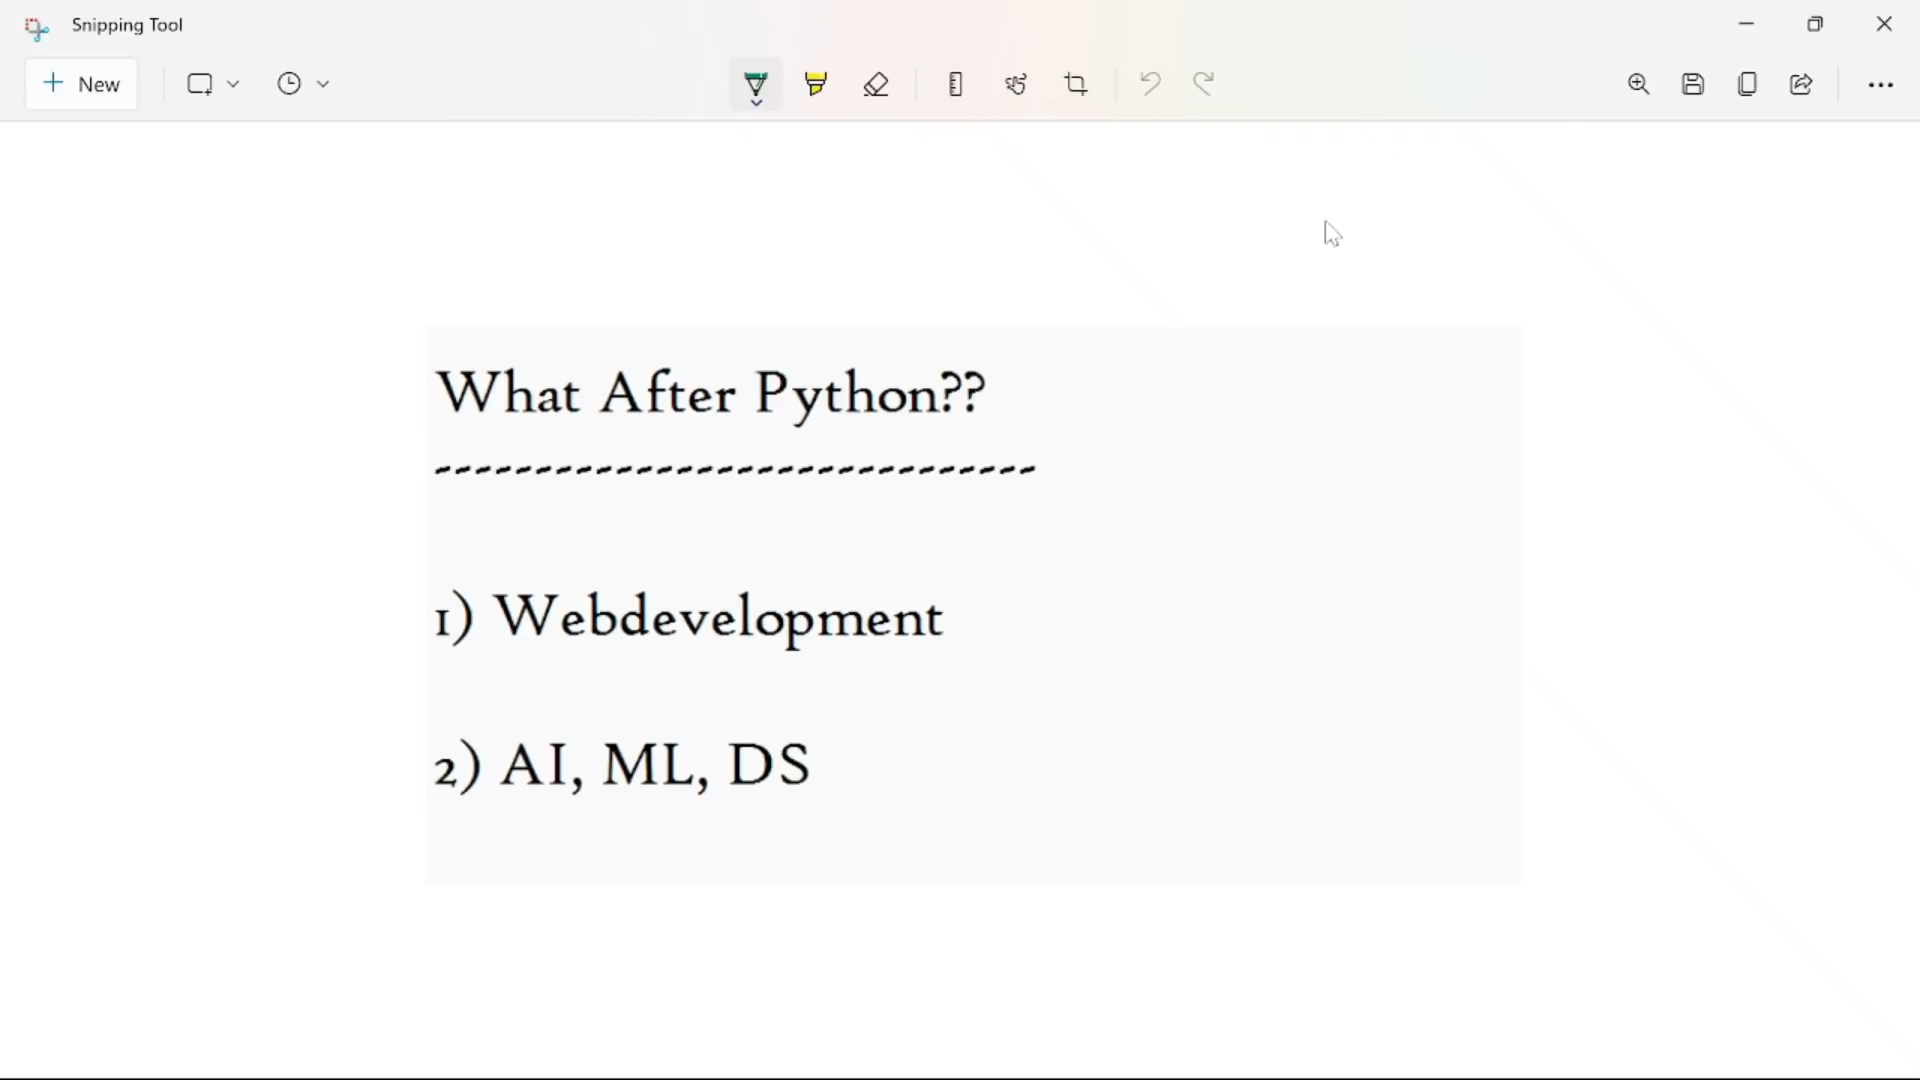 Snipping Tool
New
What After Python??
------------------------------
1) Webdevelopment
2) AI, ML, DS